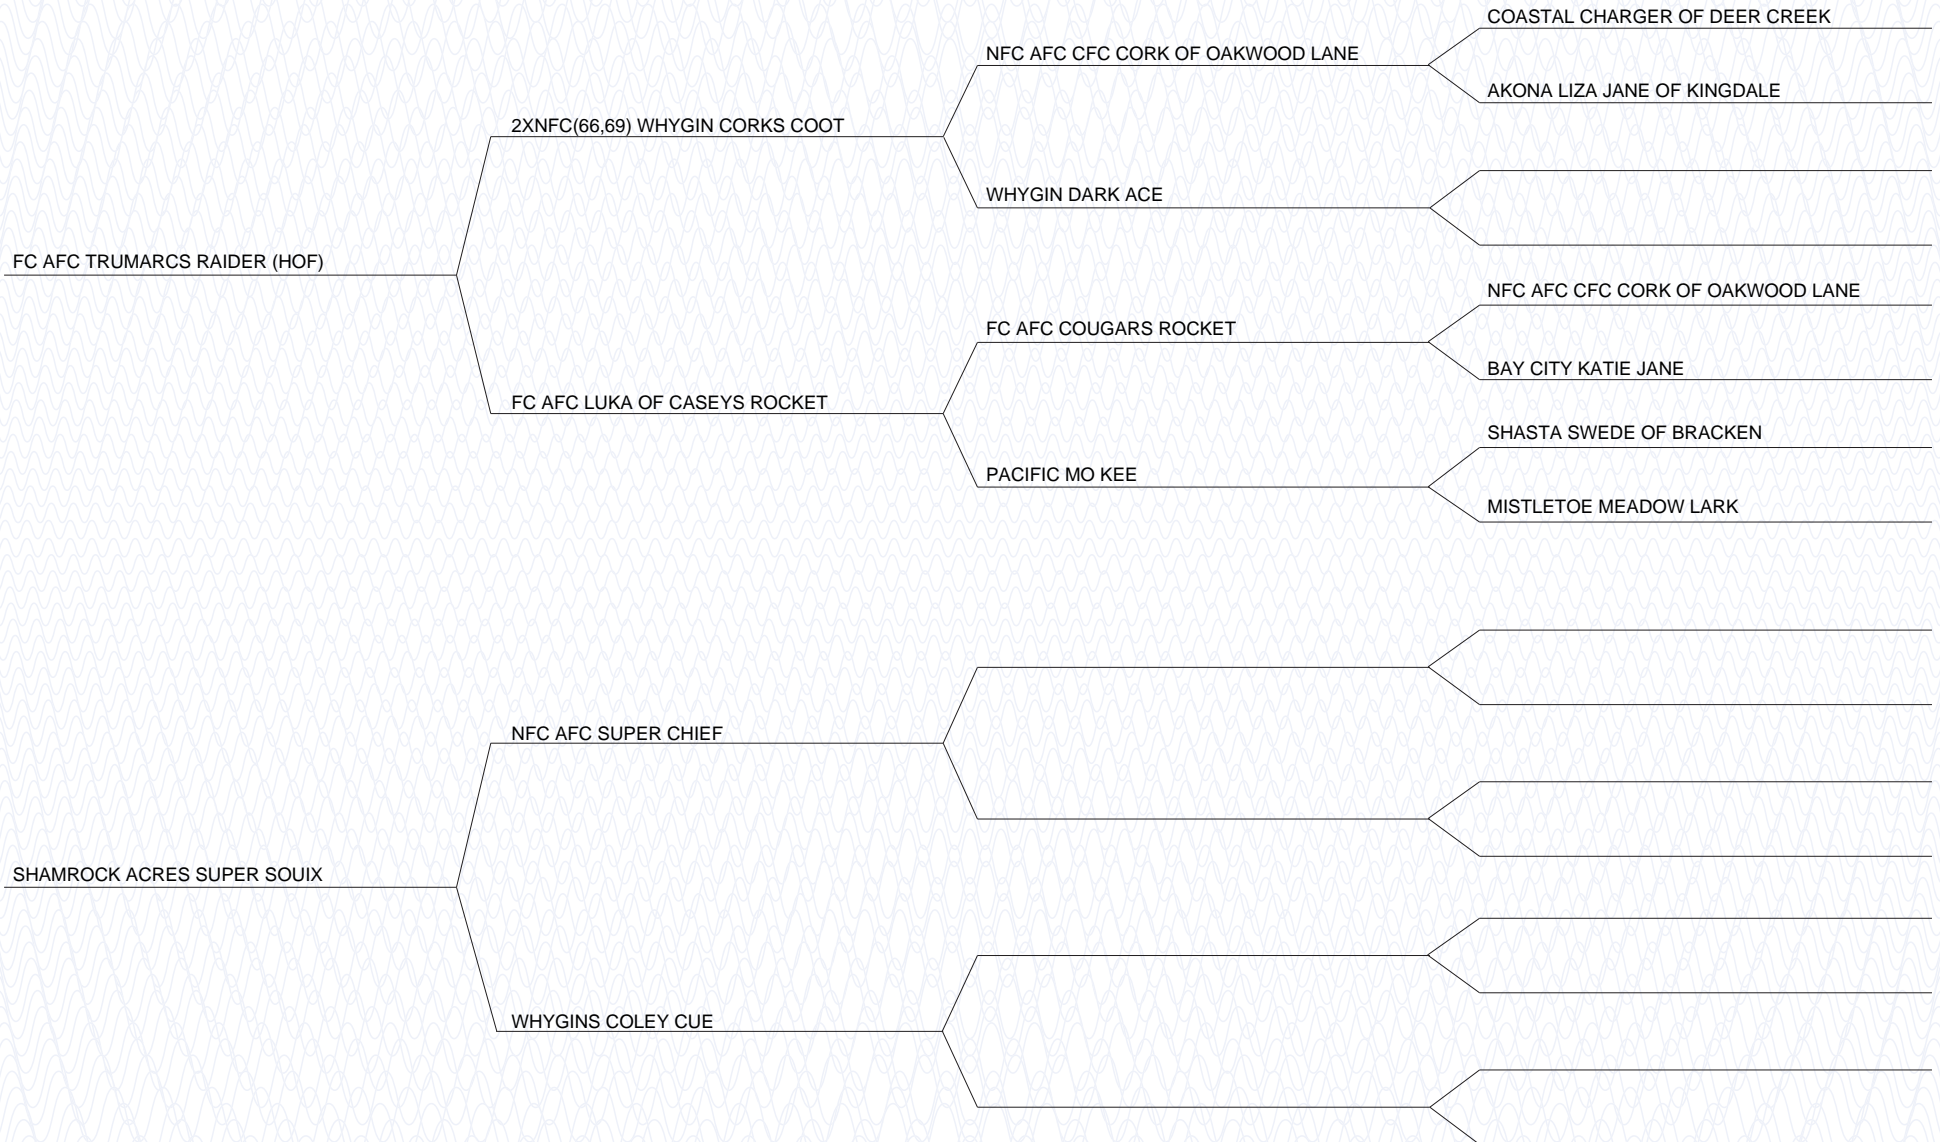 COASTAL CHARGER OF DEER CREEK
NFC AFC CFC CORK OF OAKWOOD LANE
AKONA LIZA JANE OF KINGDALE
2XNFC(66,69) WHYGIN CORKS COOT
WHYGIN DARK ACE
FC AFC TRUMARCS RAIDER (HOF)
NFC AFC CFC CORK OF OAKWOOD LANE
FC AFC COUGARS ROCKET
BAY CITY KATIE JANE
FC AFC LUKA OF CASEYS ROCKET
SHASTA SWEDE OF BRACKEN
PACIFIC MO KEE
MISTLETOE MEADOW LARK
NFC AFC SUPER CHIEF
SHAMROCK ACRES SUPER SOUIX
WHYGINS COLEY CUE